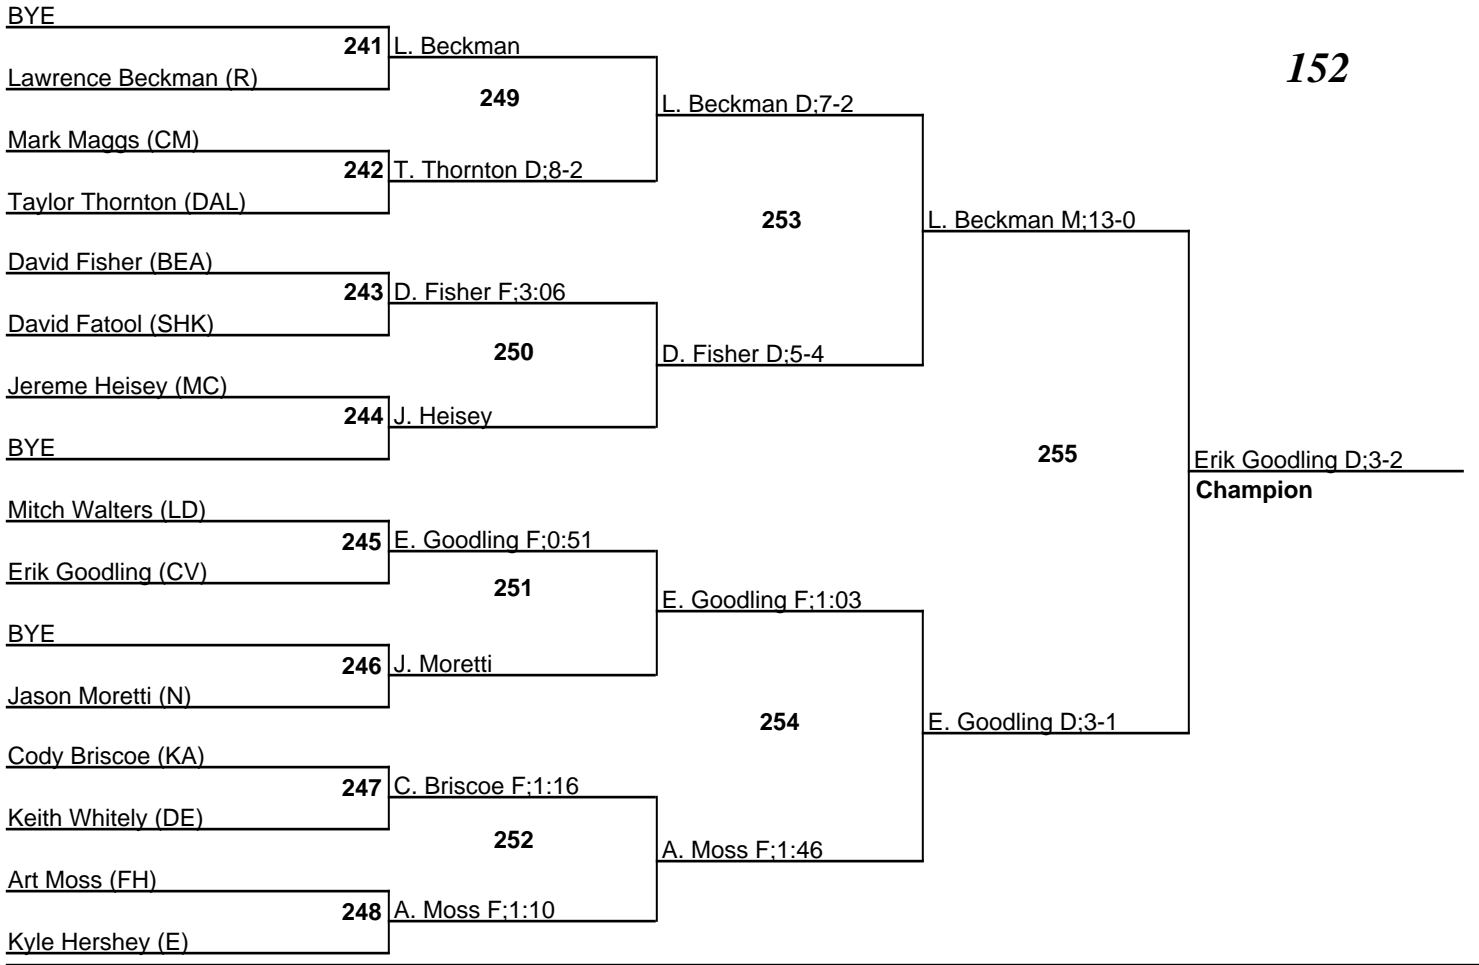 BYE
241 L. Beckman
152
Lawrence Beckman (R)
249
L. Beckman D;7-2
Mark Maggs (CM)
242 T. Thornton D;8-2
Taylor Thornton (DAL)
253
L. Beckman M;13-0
David Fisher (BEA)
243 D. Fisher F;3:06
David Fatool (SHK)
250
D. Fisher D;5-4
Jereme Heisey (MC)
244 J. Heisey
BYE
255
Erik Goodling D;3-2
Champion
Mitch Walters (LD)
245 E. Goodling F;0:51
Erik Goodling (CV)
251
E. Goodling F;1:03
BYE
246 J. Moretti
Jason Moretti (N)
254
E. Goodling D;3-1
Cody Briscoe (KA)
247 C. Briscoe F;1:16
Keith Whitely (DE)
252
A. Moss F;1:46
Art Moss (FH)
248 A. Moss F;1:10
Kyle Hershey (E)